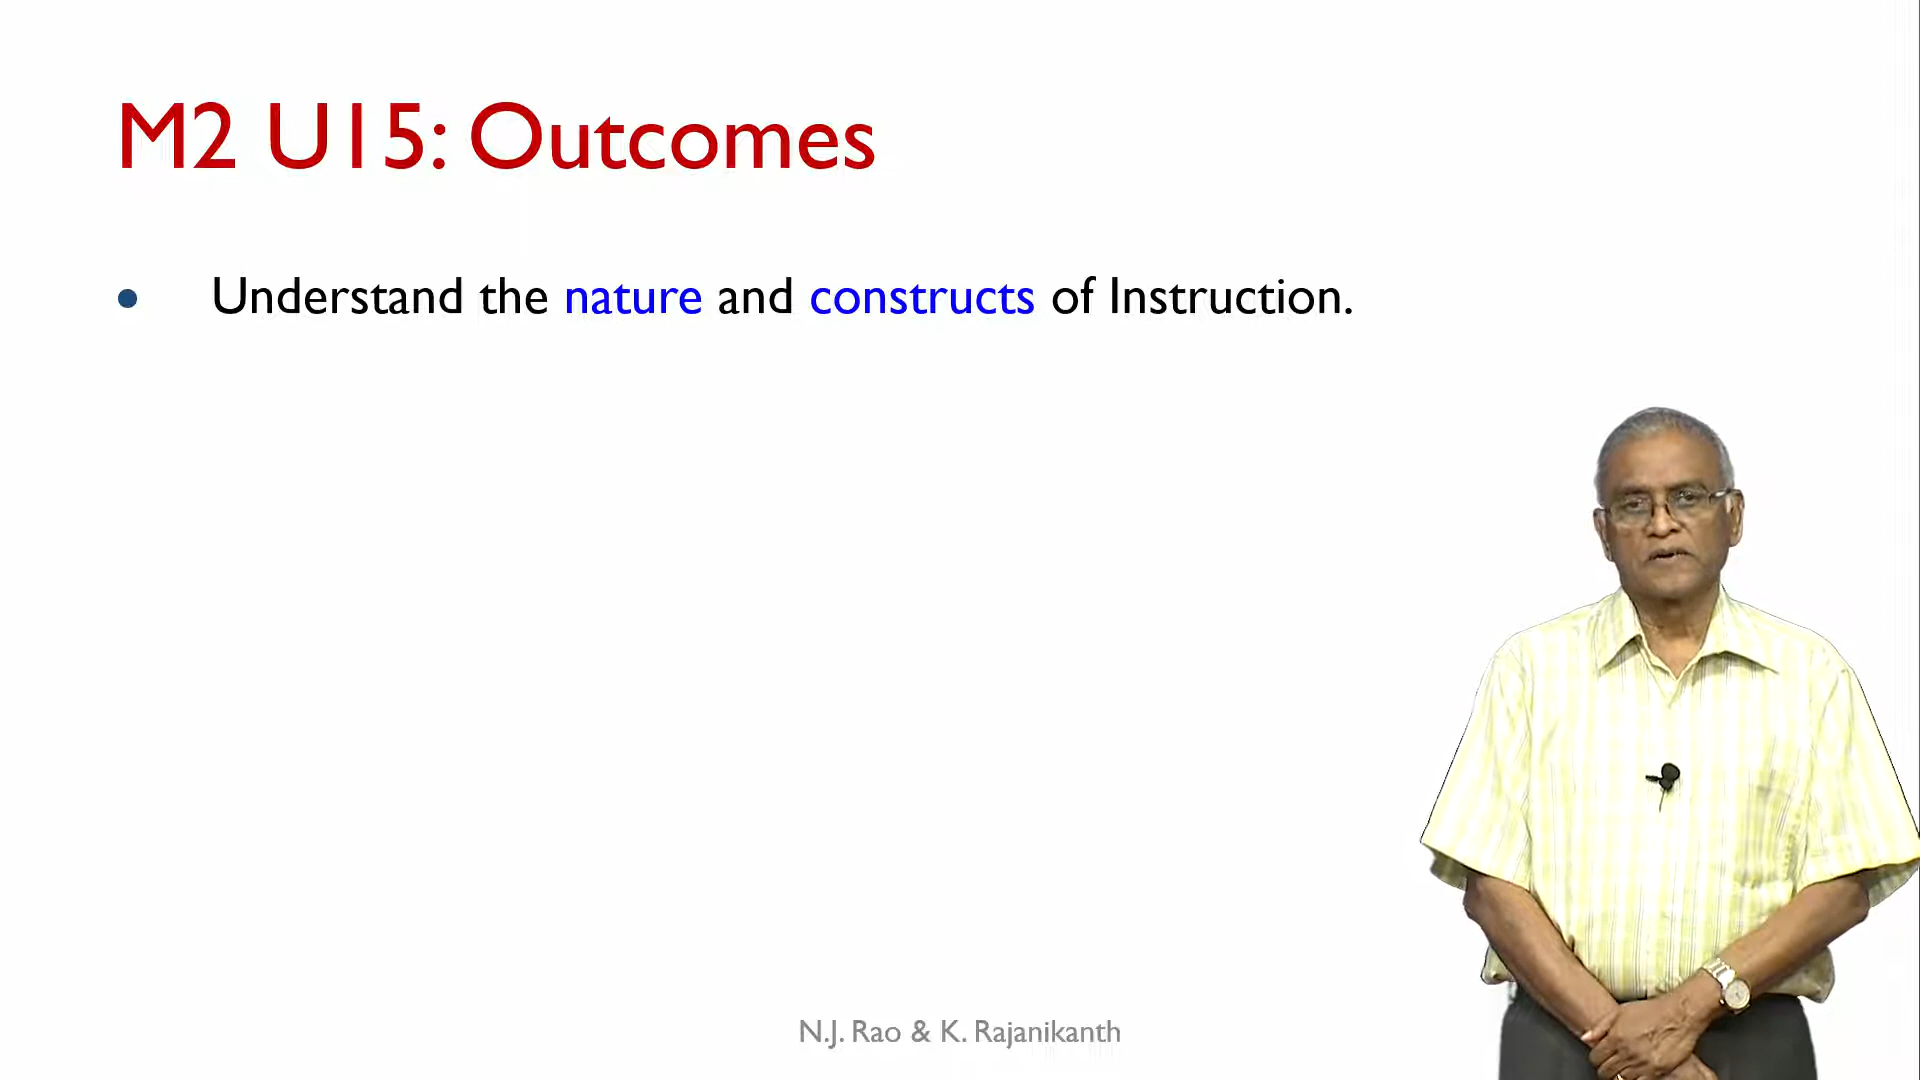 M2 U15: Outcomes
• Understand the nature and constructs of Instruction.
N.J. Rao & K. Rajanikanth